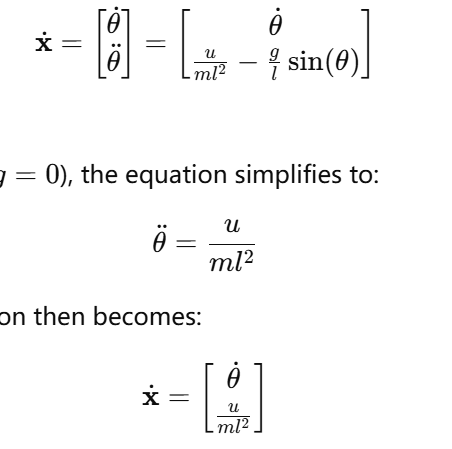 ẋ = [θ̇; θ̈] = [θ̇; u/(ml²) − (g/l) sin(θ)]
g = 0), the equation simplifies to:
θ̈ = u/(ml²)
on then becomes:
ẋ = [θ̇; u/(ml²)]